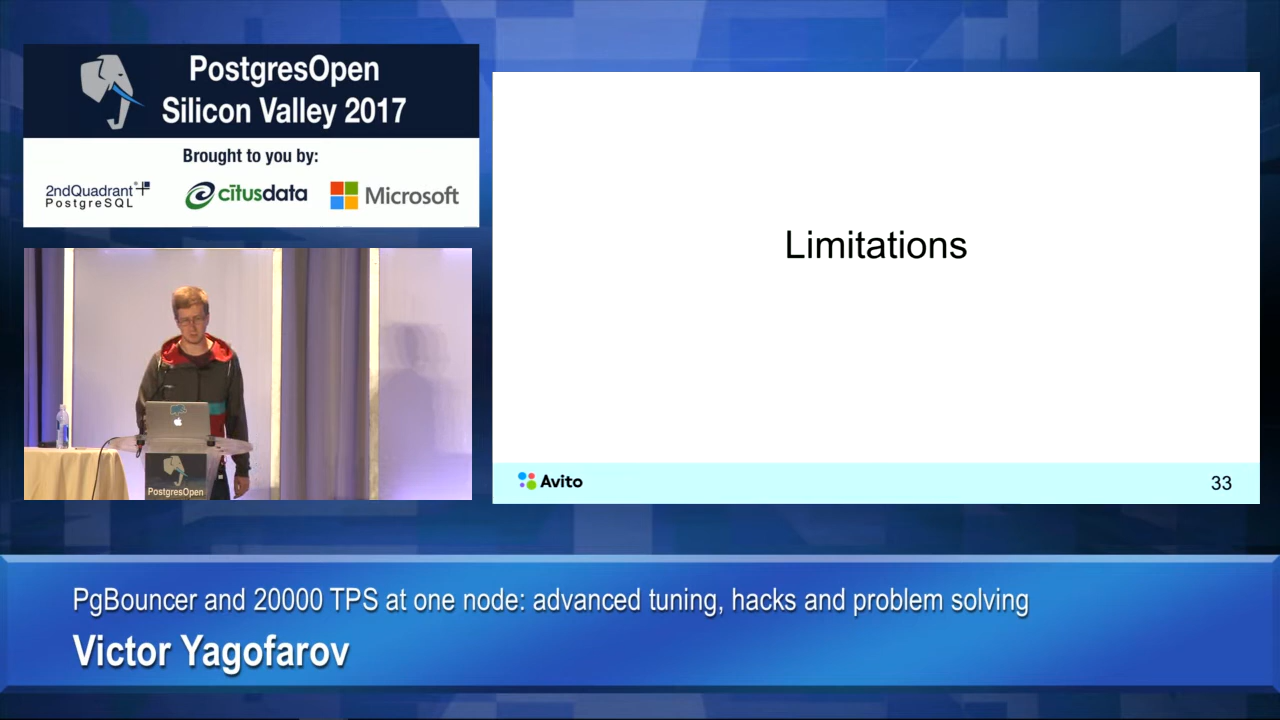 PostgresOpen
Silicon Valley 2017
Brought to you by:
2ndQuadrant
PostgreSQL
citusdata
Microsoft
PostgresOpen
Limitations
Avito
33
PgBouncer and 20000 TPS at one node: advanced tuning, hacks and problem solving
Victor Yagofarov